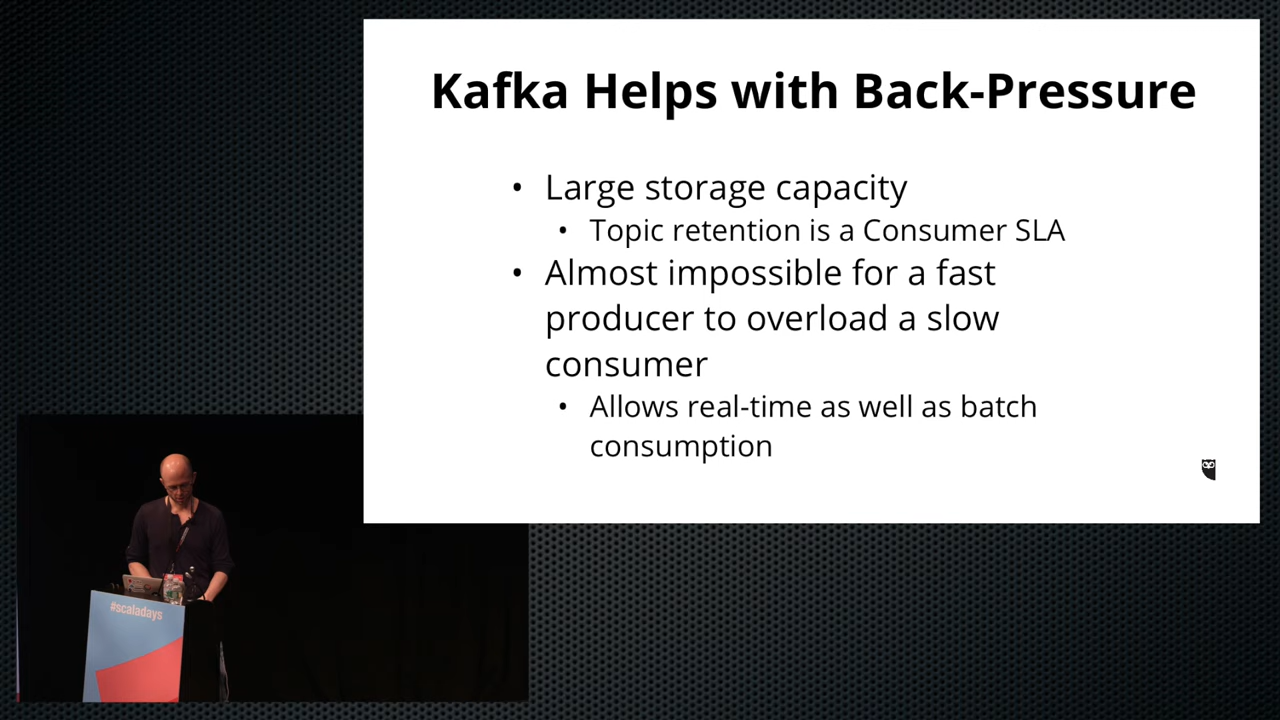 Kafka Helps with Back-Pressure
• Large storage capacity
• Topic retention is a Consumer SLA
• Almost impossible for a fast
producer to overload a slow
consumer
• Allows real-time as well as batch
consumption
#scaladays